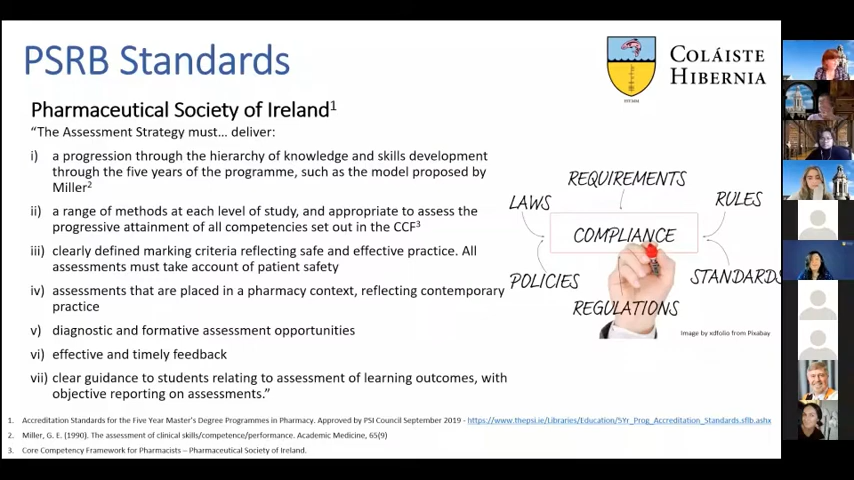 PSRB Standards
COLÁISTE
HIBERNIA
Pharmaceutical Society of Ireland1
“The Assessment Strategy must… deliver:
i) a progression through the hierarchy of knowledge and skills development
through the five years of the programme, such as the model proposed by
Miller2
ii) a range of methods at each level of study, and appropriate to assess the
progressive attainment of all competencies set out in the CCF3
iii) clearly defined marking criteria reflecting safe and effective practice. All
assessments must take account of patient safety
iv) assessments that are placed in a pharmacy context, reflecting contemporary
practice
v) diagnostic and formative assessment opportunities
vi) effective and timely feedback
vii) clear guidance to students relating to assessment of learning outcomes, with
objective reporting on assessments.”
REQUIREMENTS
LAWS
RULES
COMPLIANCE
POLICIES
STANDARDS
REGULATIONS
Image by xdfolio from Pixabay
1. Accreditation Standards for the Five Year Master's Degree Programmes in Pharmacy. Approved by PSI Council September 2019 - https://www.thepsi.ie/Libraries/Education/5Yr_Prog_Accreditation_Standards.sflb.ashx
2. Miller, G. E. (1990). The assessment of clinical skills/competence/performance. Academic Medicine, 65(9)
3. Core Competency Framework for Pharmacists – Pharmaceutical Society of Ireland.